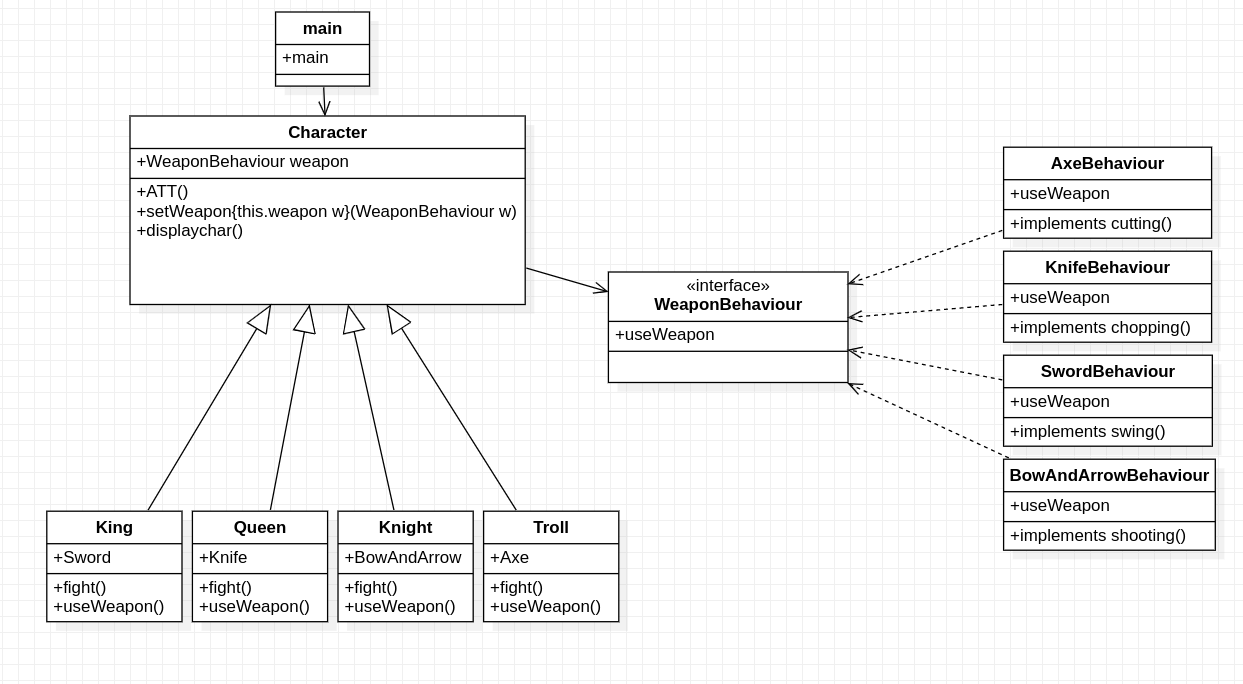 main
+main
Character
+WeaponBehaviour weapon
+ATT()
+setWeapon{this.weapon w}(WeaponBehaviour w)
+displaychar()
«interface»
WeaponBehaviour
+useWeapon
AxeBehaviour
+useWeapon
+implements cutting()
KnifeBehaviour
+useWeapon
+implements chopping()
SwordBehaviour
+useWeapon
+implements swing()
BowAndArrowBehaviour
+useWeapon
+implements shooting()
King
+Sword
+fight()
+useWeapon()
Queen
+Knife
+fight()
+useWeapon()
Knight
+BowAndArrow
+fight()
+useWeapon()
Troll
+Axe
+fight()
+useWeapon()